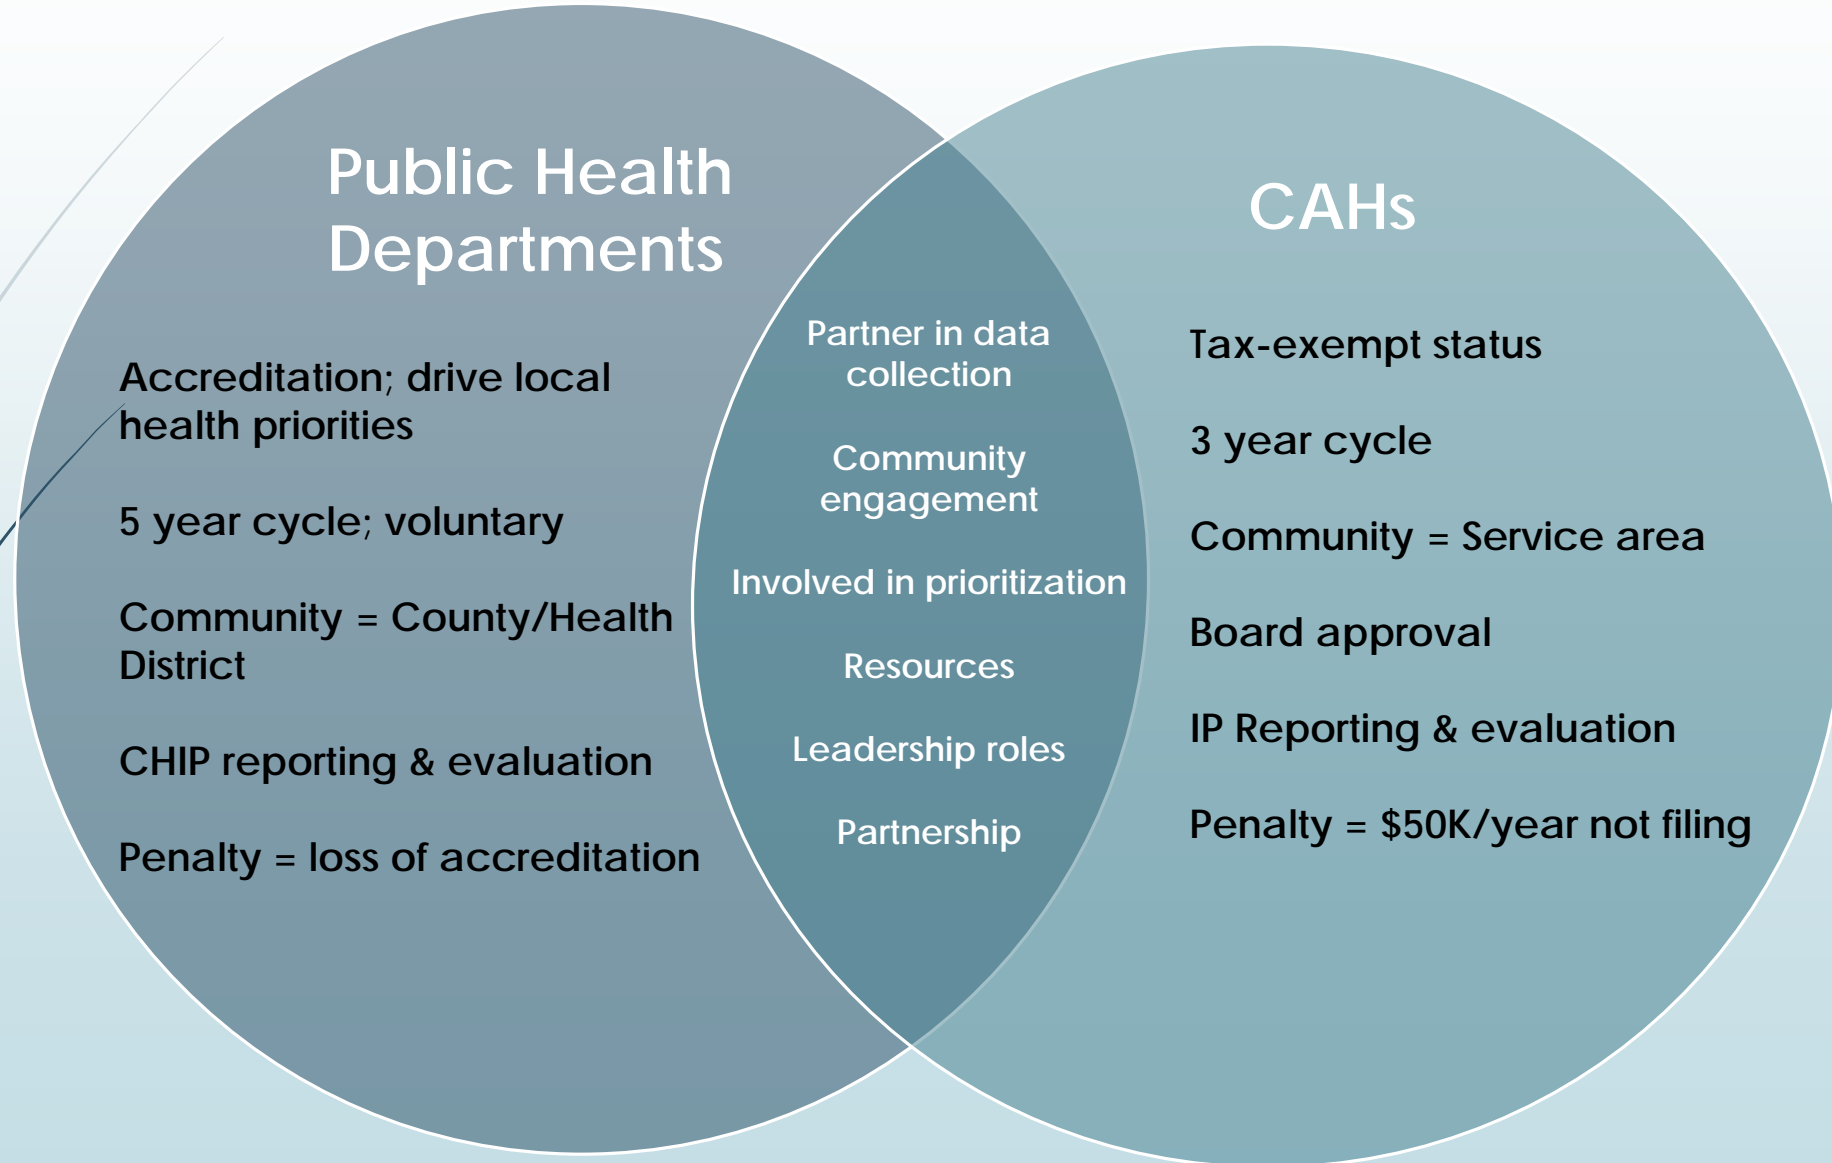 Public Health
Departments
Accreditation; drive local
health priorities
5 year cycle; voluntary
Community = County/Health
District
CHIP reporting & evaluation
Penalty = loss of accreditation
Partner in data
collection
Community
engagement
Involved in prioritization
Resources
Leadership roles
Partnership
CAHs
Tax-exempt status
3 year cycle
Community = Service area
Board approval
IP Reporting & evaluation
Penalty = $50K/year not filing